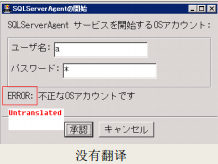 SQLServerAgentの開始
SQLServerAgent サービスを開始するOSアカウント:
ユーザ名: a
パスワード: *
ERROR: 不正なOSアカウントです
Untranslated
承認 キャンセル
没有翻译